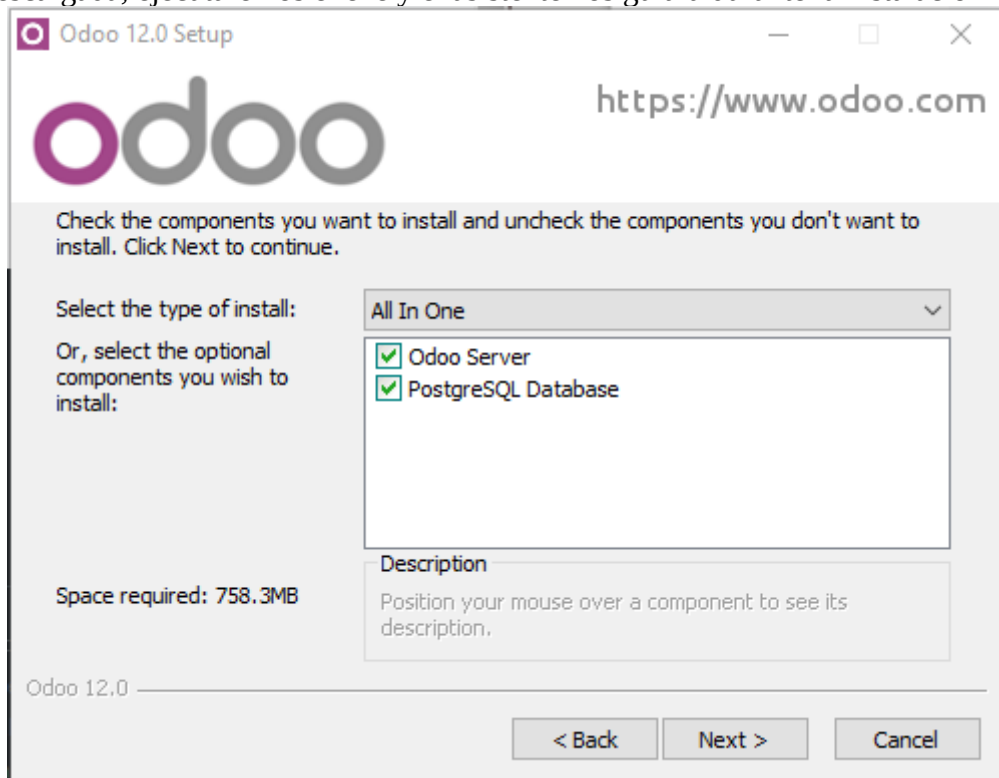 Odoo 12.0 Setup
odoo
https://www.odoo.com
Check the components you want to install and uncheck the components you don't want to
install. Click Next to continue.
Select the type of install:
All In One
Or, select the optional
components you wish to
install:
Odoo Server
PostgreSQL Database
Space required: 758.3MB
Description
Position your mouse over a component to see its
description.
Odoo 12.0
< Back
Next >
Cancel